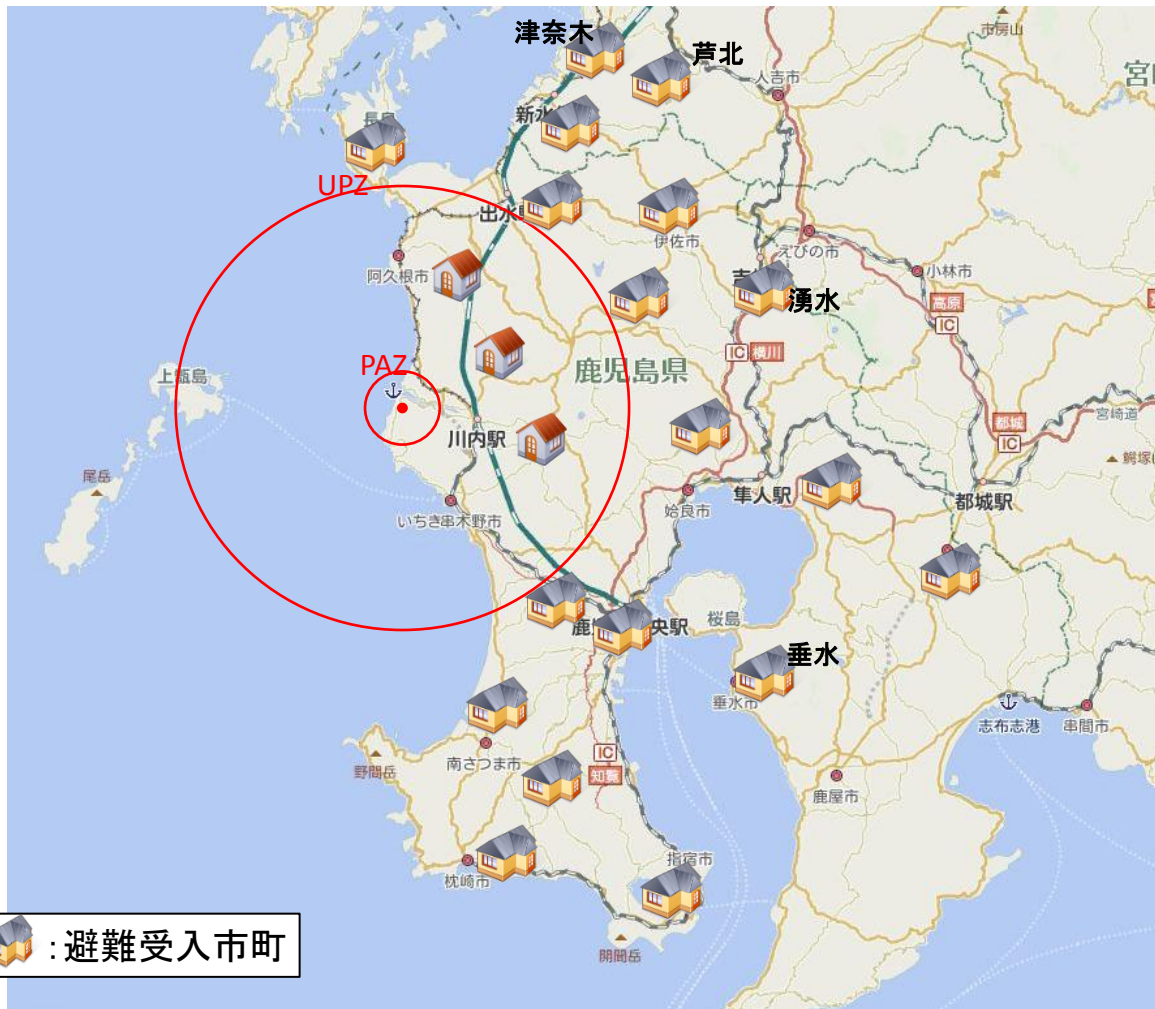 津奈木
市房山
芦北
人吉市
宮
新水
長島
UPZ
出水
伊佐市
えびの市
阿久根市
小林市
湧水
高原
IC
PAZ
IC
横川
鹿児島県
上甑島
都城
宮崎道
IC
川内駅
尾岳
隼人駅
都城駅
いちき串木野市
姶良市
桜島
央駅
垂水
垂水市
志布志港
串間市
野間岳
南さつま市
IC
知覧
鹿屋市
指宿市
枕崎市
開聞岳
:避難受入市町